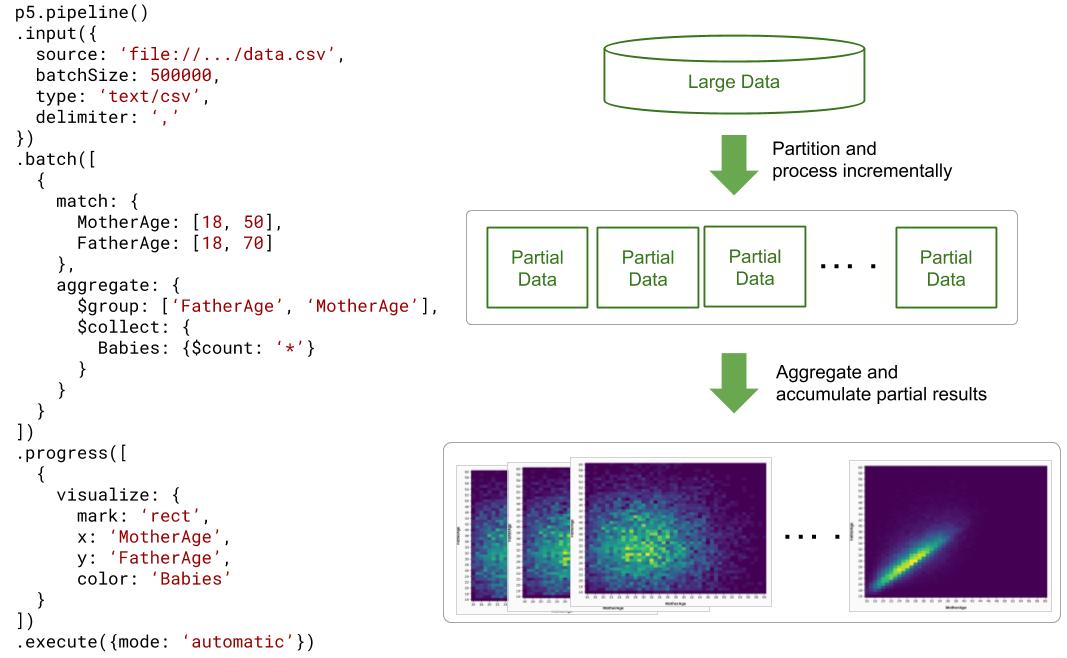 p5.pipeline()
.input({
  source: ‘file://.../data.csv’,
  batchSize: 500000,
  type: ‘text/csv’,
  delimiter: ‘,’
})
.batch([
  {
    match: {
      MotherAge: [18, 50],
      FatherAge: [18, 70]
    },
    aggregate: {
      $group: [‘FatherAge’, ‘MotherAge’],
      $collect: {
        Babies: {$count: ‘*’}
      }
    }
  }
])
.progress([
  {
    visualize: {
      mark: ‘rect’,
      x: ‘MotherAge’,
      y: ‘FatherAge’,
      color: ‘Babies’
    }
  }
])
.execute({mode: ‘automatic’})
Large Data
Partition and
process incrementally
Partial
Data
Partial
Data
Partial
Data
.... .
Partial
Data
Aggregate and
accumulate partial results
FatherAge
FatherAge
FatherAge
MotherAge
MotherAge
.... .
FatherAge
MotherAge